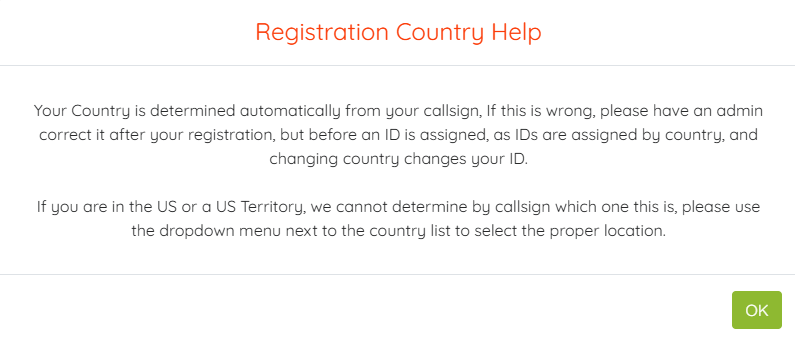 Registration Country Help
Your Country is determined automatically from your callsign, If this is wrong, please have an admin
correct it after your registration, but before an ID is assigned, as IDs are assigned by country, and
changing country changes your ID.
If you are in the US or a US Territory, we cannot determine by callsign which one this is, please use
the dropdown menu next to the country list to select the proper location.
OK